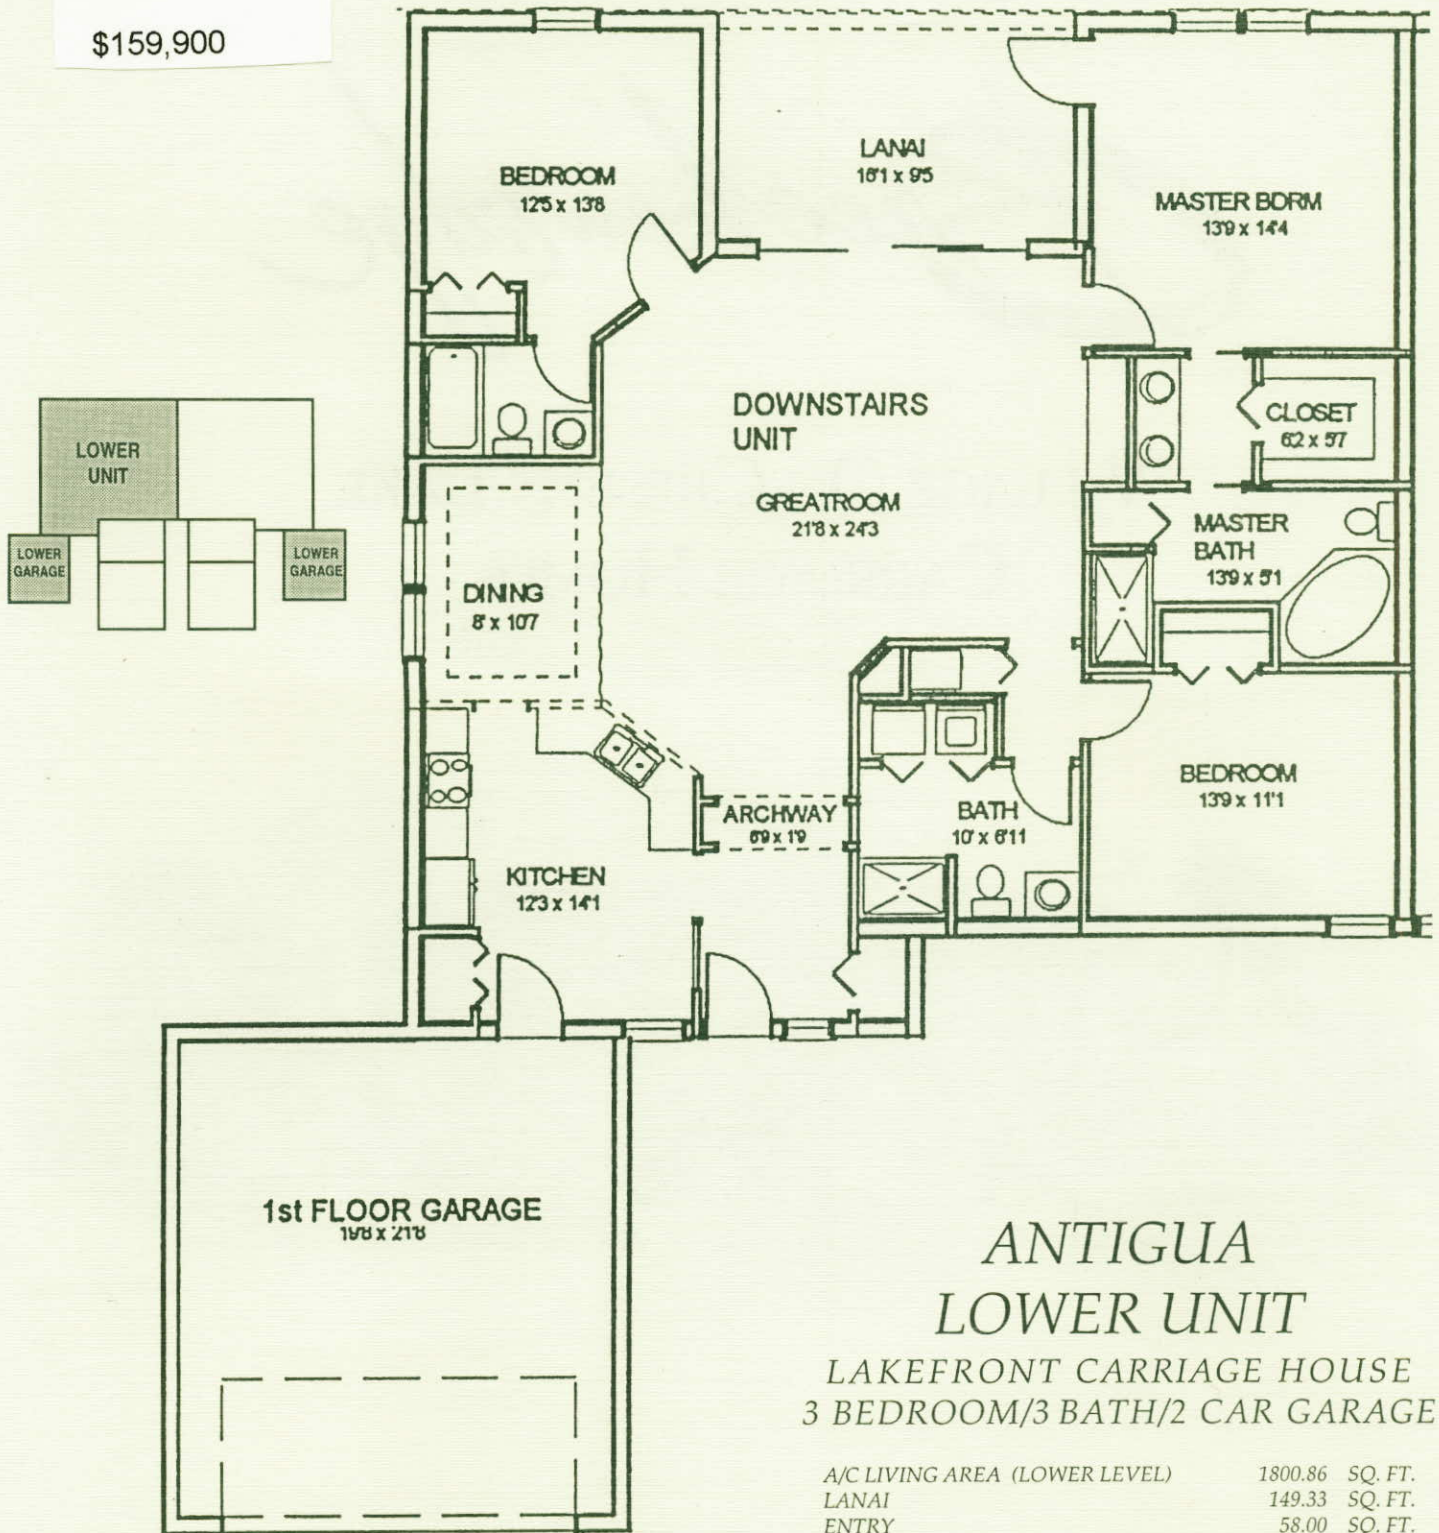 $159,900
BEDROOM
12'5 x 13'8
LANAI
16'1 x 9'5
MASTER BDRM
13'9 x 14'4
LOWER
UNIT
LOWER
GARAGE
LOWER
GARAGE
DOWNSTAIRS
UNIT
CLOSET
6'2 x 5'7
GREATROOM
21'8 x 24'3
MASTER
BATH
13'9 x 5'1
DINING
8' x 10'7
BEDROOM
13'9 x 11'1
ARCHWAY
6'9 x 1'9
BATH
10' x 6'11
KITCHEN
12'3 x 14'1
1st FLOOR GARAGE
19'8 x 21'8
ANTIGUA
LOWER UNIT
LAKEFRONT CARRIAGE HOUSE
3 BEDROOM/3 BATH/2 CAR GARAGE
A/C LIVING AREA (LOWER LEVEL) 1800.86 SQ. FT.
LANAI 149.33 SQ. FT.
ENTRY 58.00 SQ. FT.